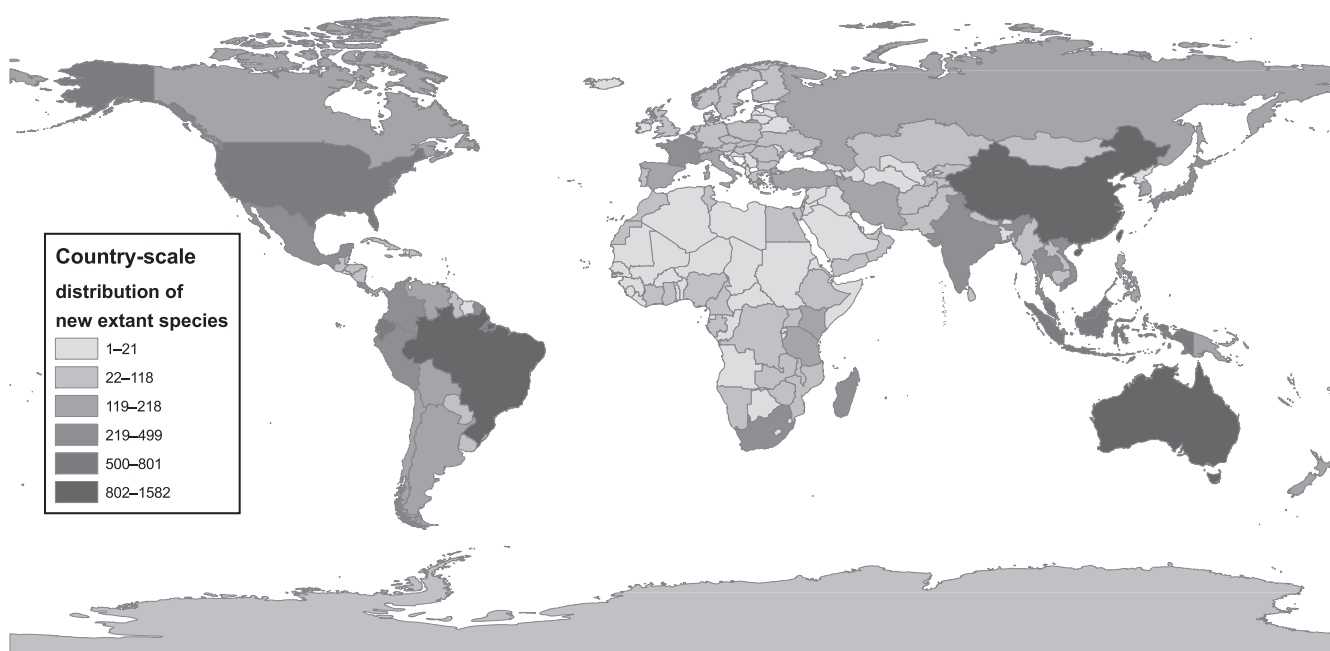 Country-scale
distribution of
new extant species
1–21
22–118
119–218
219–499
500–801
802–1582